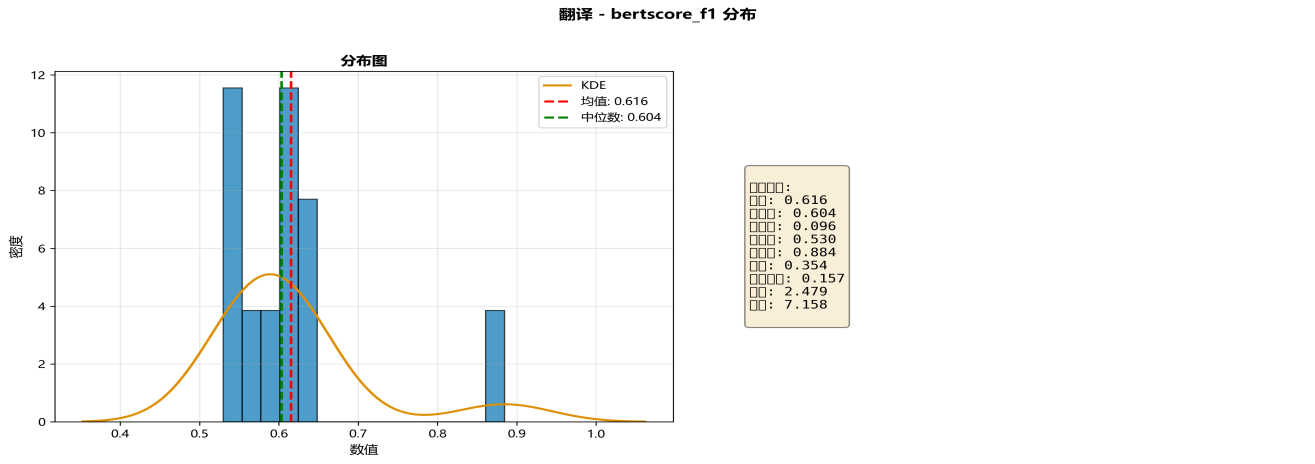 翻译 - bertscore_f1 分布
分布图
12
10
8
6
4
2
0
密度
0.4 0.5 0.6 0.7 0.8 0.9 1.0
数值
KDE
均值: 0.616
中位数: 0.604
□□□□:
□□: 0.616
□□□: 0.604
□□□: 0.096
□□□: 0.530
□□□: 0.884
□□: 0.354
□□□□: 0.157
□□: 2.479
□□: 7.158